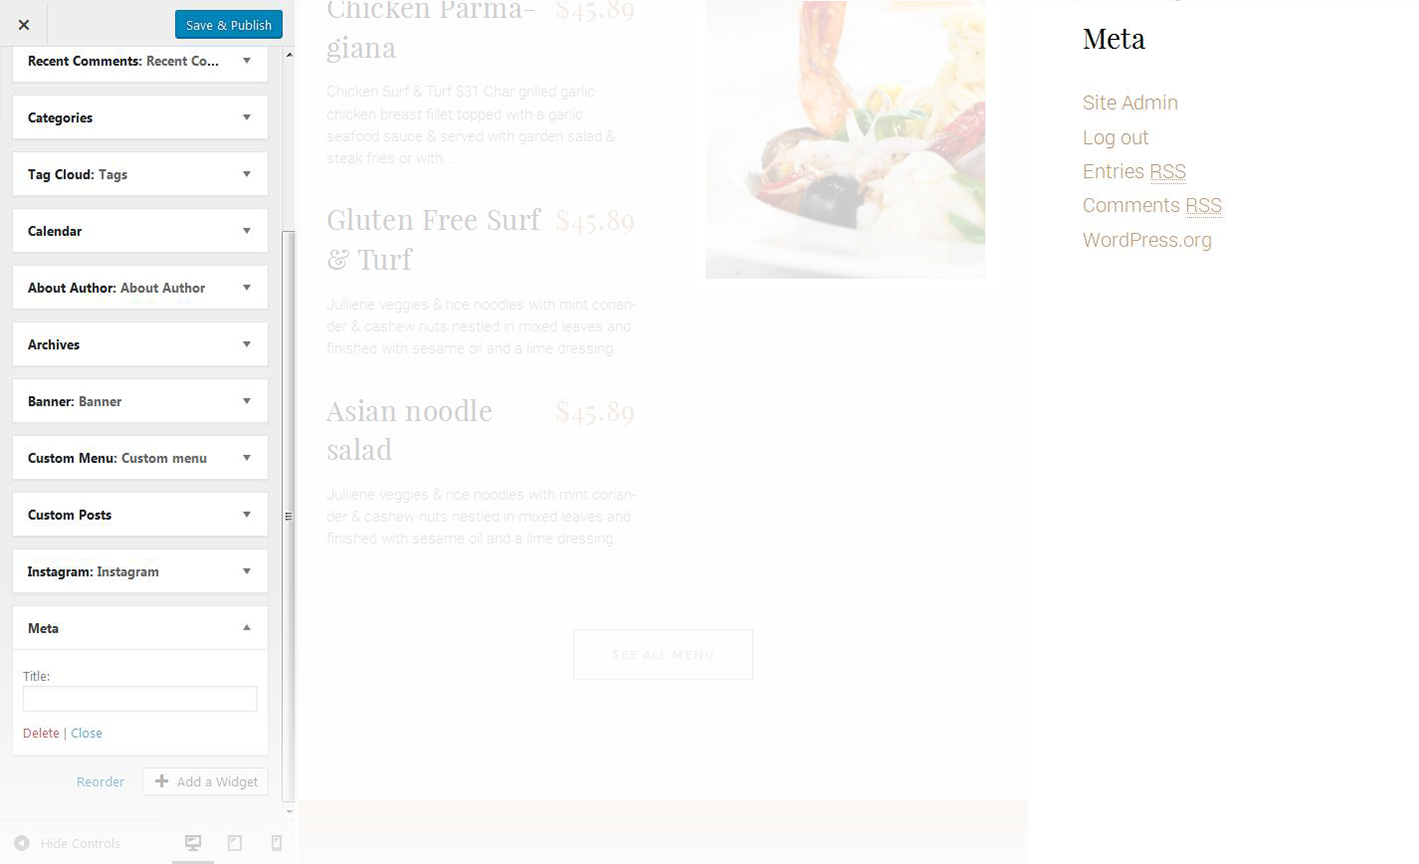 Save & Publish
Recent Comments: Recent Co...
Categories
Tag Cloud: Tags
Calendar
About Author: About Author
Archives
Banner: Banner
Custom Menu: Custom menu
Custom Posts
Instagram: Instagram
Meta
Title:
Delete | Close
Reorder
Add a Widget
Hide Controls
Chicken Parma- $45.89
giana
Chicken Surf & Turf $31 Char grilled garlic
chicken breast fillet topped with a garlic
seafood sauce & served with garden salad &
steak fries or with ...
Gluten Free Surf $45.89
& Turf
Julliene veggies & rice noodles with mint corian-
der & cashew nuts nestled in mixed leaves and
finished with sesame oil and a lime dressing.
Asian noodle $45.89
salad
Julliene veggies & rice noodles with mint corian-
der & cashew nuts nestled in mixed leaves and
finished with sesame oil and a lime dressing.
SEE ALL MENU
Meta
Site Admin
Log out
Entries RSS
Comments RSS
WordPress.org